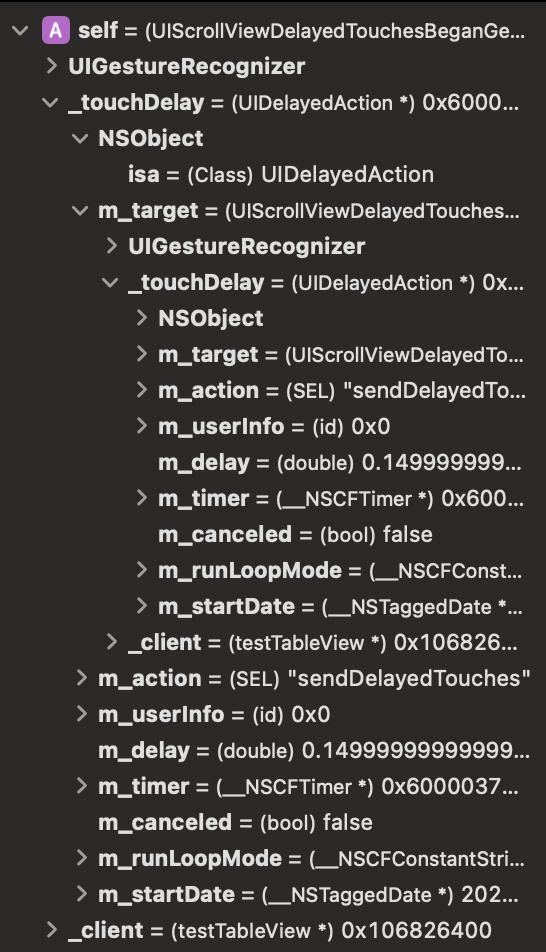 A self = (UIScrollViewDelayedTouchesBeganGe...
UIGestureRecognizer
_touchDelay = (UIDelayedAction *) 0x6000...
NSObject
isa = (Class) UIDelayedAction
m_target = (UIScrollViewDelayedTouches...
UIGestureRecognizer
_touchDelay = (UIDelayedAction *) 0x...
NSObject
m_target = (UIScrollViewDelayedTo...
m_action = (SEL) "sendDelayedTo...
m_userInfo = (id) 0x0
m_delay = (double) 0.149999999...
m_timer = (__NSCFTimer *) 0x600...
m_canceled = (bool) false
m_runLoopMode = (__NSCFConst...
m_startDate = (__NSTaggedDate *...
_client = (testTableView *) 0x106826...
m_action = (SEL) "sendDelayedTouches"
m_userInfo = (id) 0x0
m_delay = (double) 0.14999999999999...
m_timer = (__NSCFTimer *) 0x6000037...
m_canceled = (bool) false
m_runLoopMode = (__NSCFConstantStri...
m_startDate = (__NSTaggedDate *) 202...
_client = (testTableView *) 0x106826400